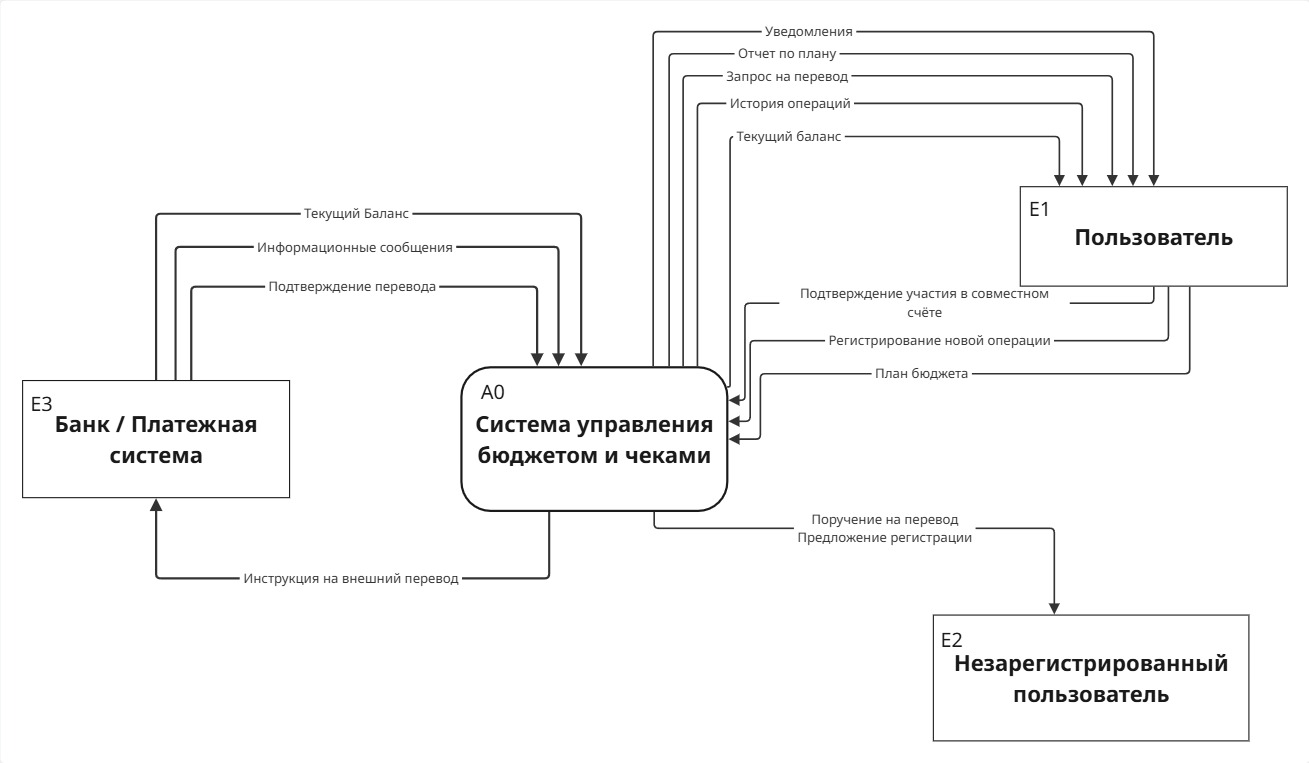 Уведомления
Отчет по плану
Запрос на перевод
История операций
Текущий баланс
E1
Пользователь
Текущий Баланс
Информационные сообщения
Подтверждение перевода
Подтверждение участия в совместном
счёте
Регистрирование новой операции
План бюджета
E3
Банк / Платежная
система
A0
Система управления
бюджетом и чеками
Поручение на перевод
Предложение регистрации
Инструкция на внешний перевод
E2
Незарегистрированный
пользователь